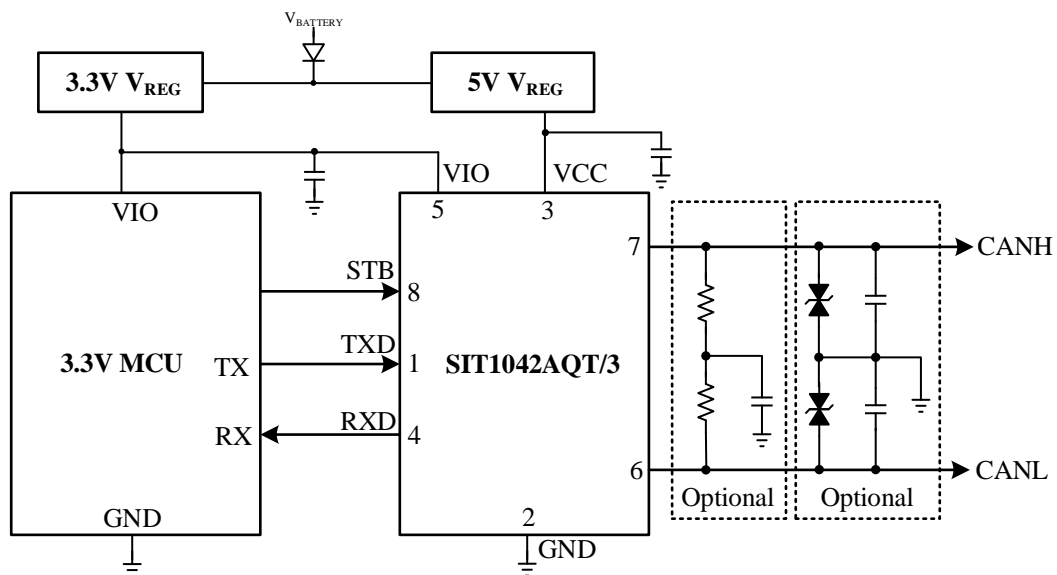 VBATTERY
3.3V VREG
5V VREG
VIO
VCC
VIO
5
3
7
CANH
STB
8
3.3V MCU
TX
TXD
1
SIT1042AQT/3
RX
RXD
4
6
CANL
Optional
Optional
GND
2
GND